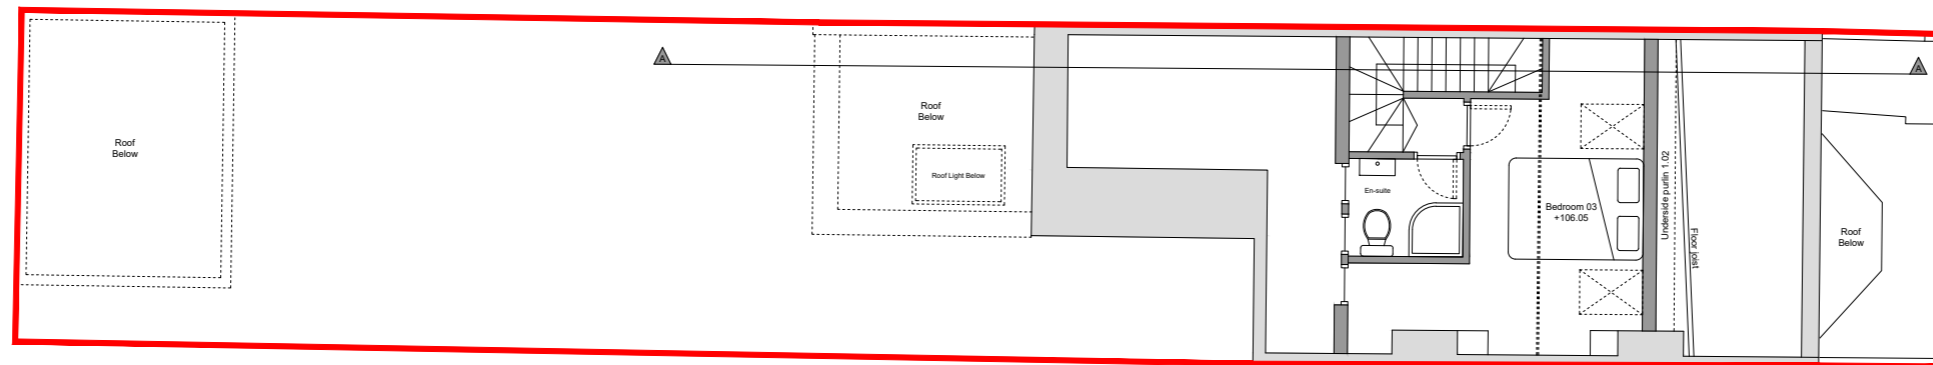 Roof
Below
A
Roof
Below
Roof Light Below
En-suite
Bedroom 03
+106.05
Underside purlin 1.02
Floor joist
A
Roof
Below